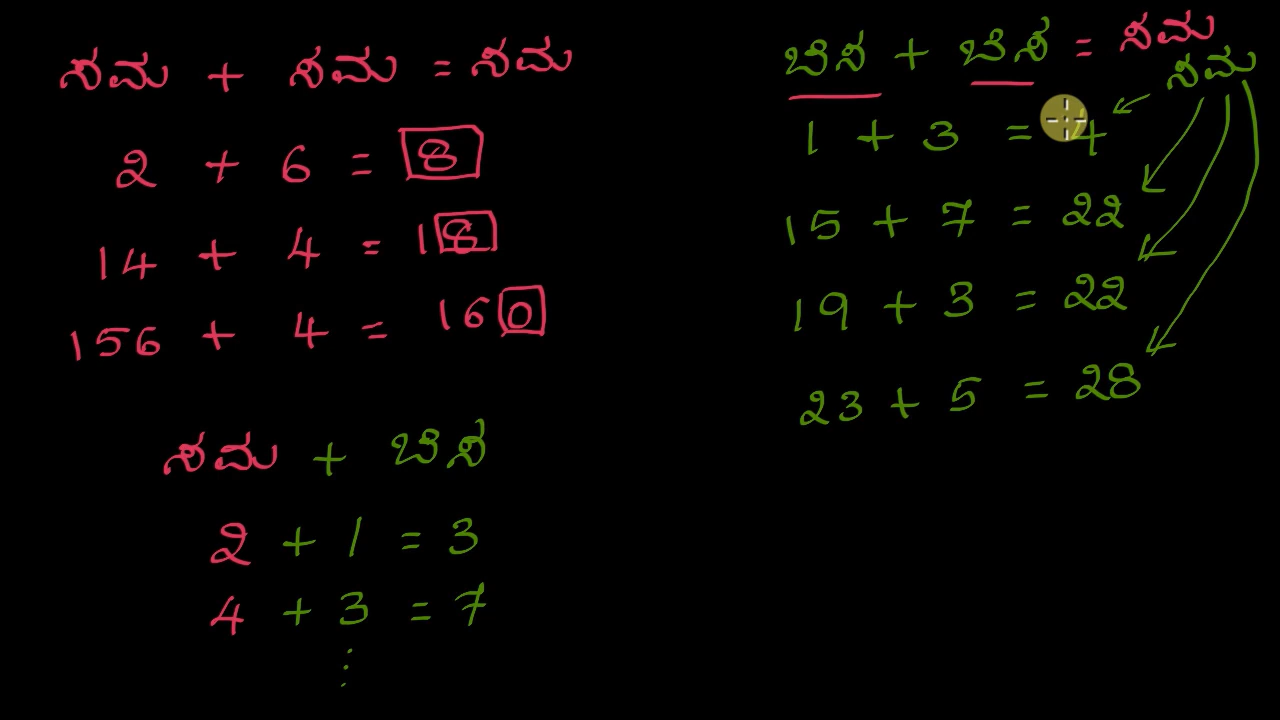 ಸಮ + ಸಮ = ಸಮ
2 + 6 = 8
14 + 4 = 18
156 + 4 = 160
ಸಮ + ಬೆಸ
2 + 1 = 3
4 + 3 = 7
⋮
ಬೆಸ + ಬೆಸ = ಸಮ
ಸಮ
1 + 3 = 4
15 + 7 = 22
19 + 3 = 22
23 + 5 = 28